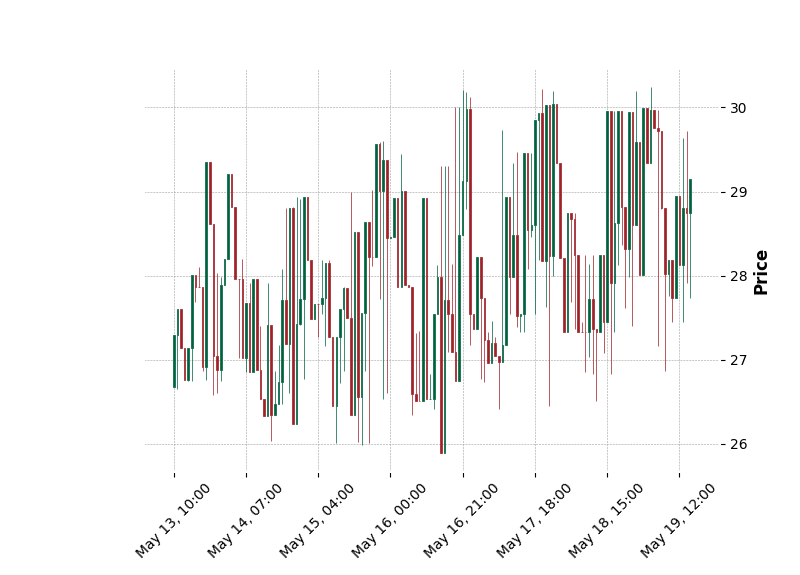 30
29
28
27
26
Price
May 13, 10:00
May 14, 07:00
May 15, 04:00
May 16, 00:00
May 16, 21:00
May 17, 18:00
May 18, 15:00
May 19, 12:00